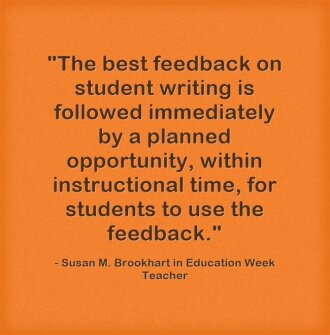 "The best feedback on
student writing is
followed immediately
by a planned
opportunity, within
instructional time, for
students to use the
feedback."
- Susan M. Brookhart in Education Week
Teacher